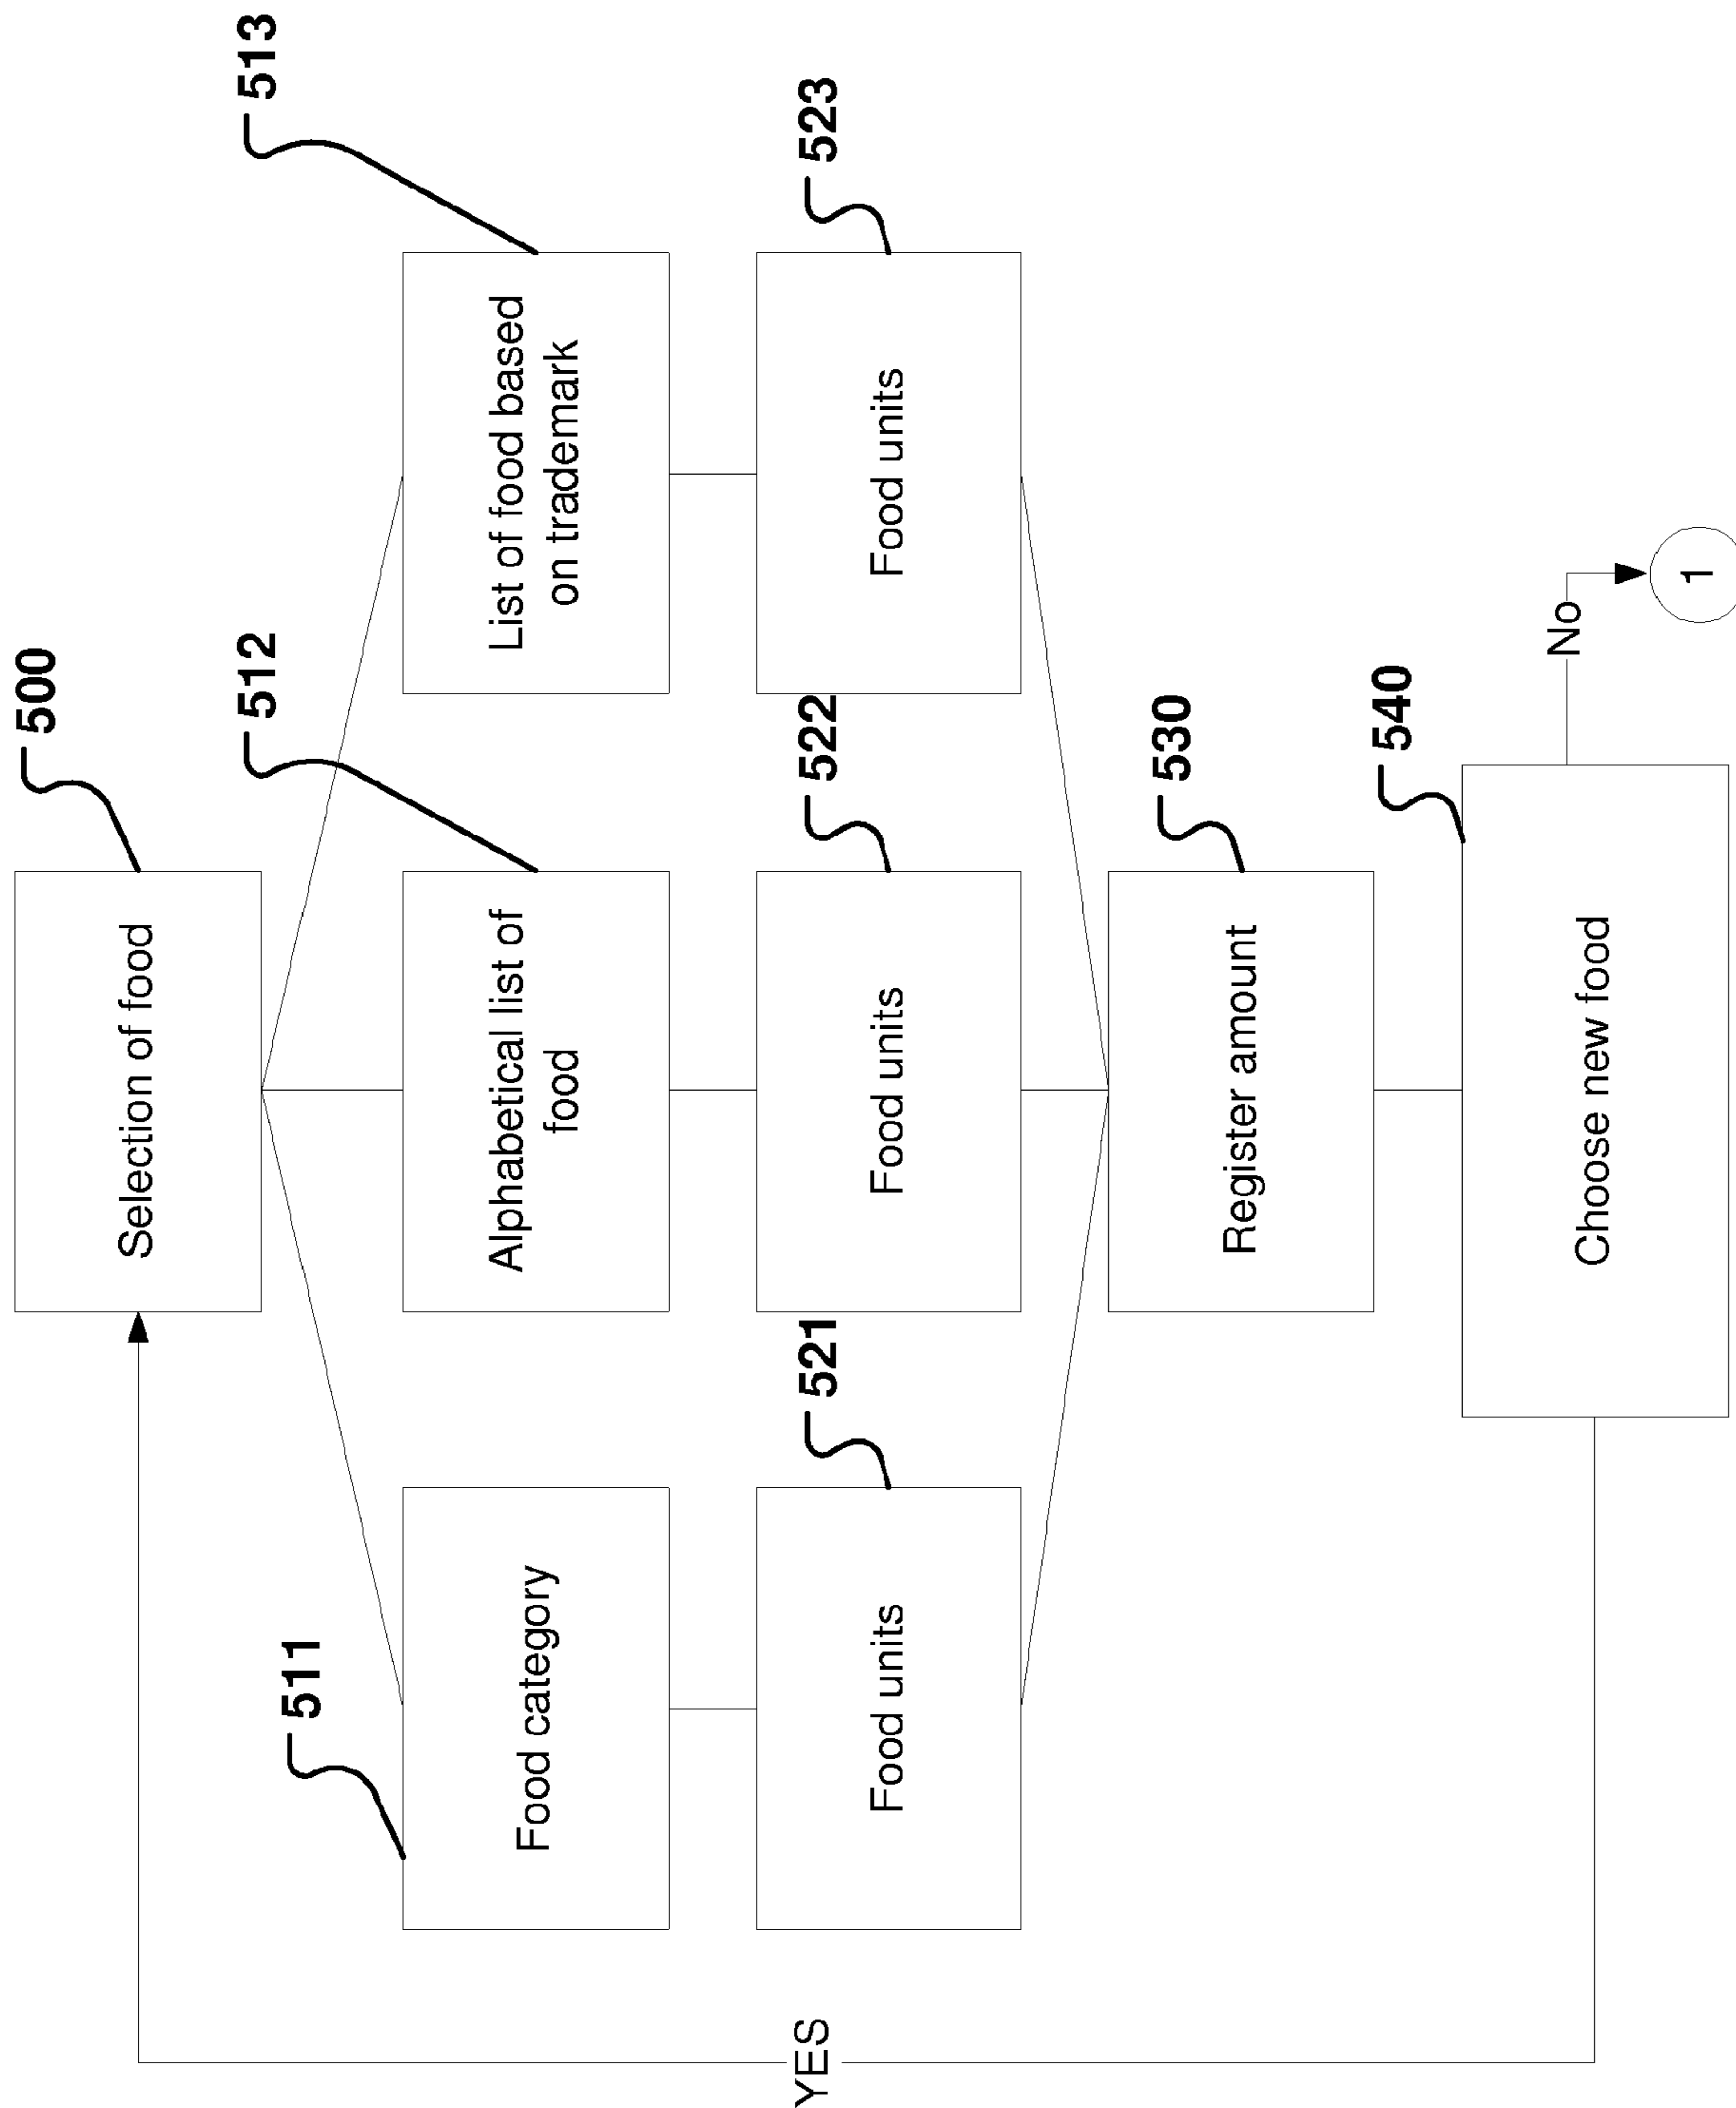 500
Selection of food
511
512
513
Food category
Alphabetical list of
food
List of food based
on trademark
521
522
523
Food units
Food units
Food units
YES
530
Register amount
540
Choose new food
No
1